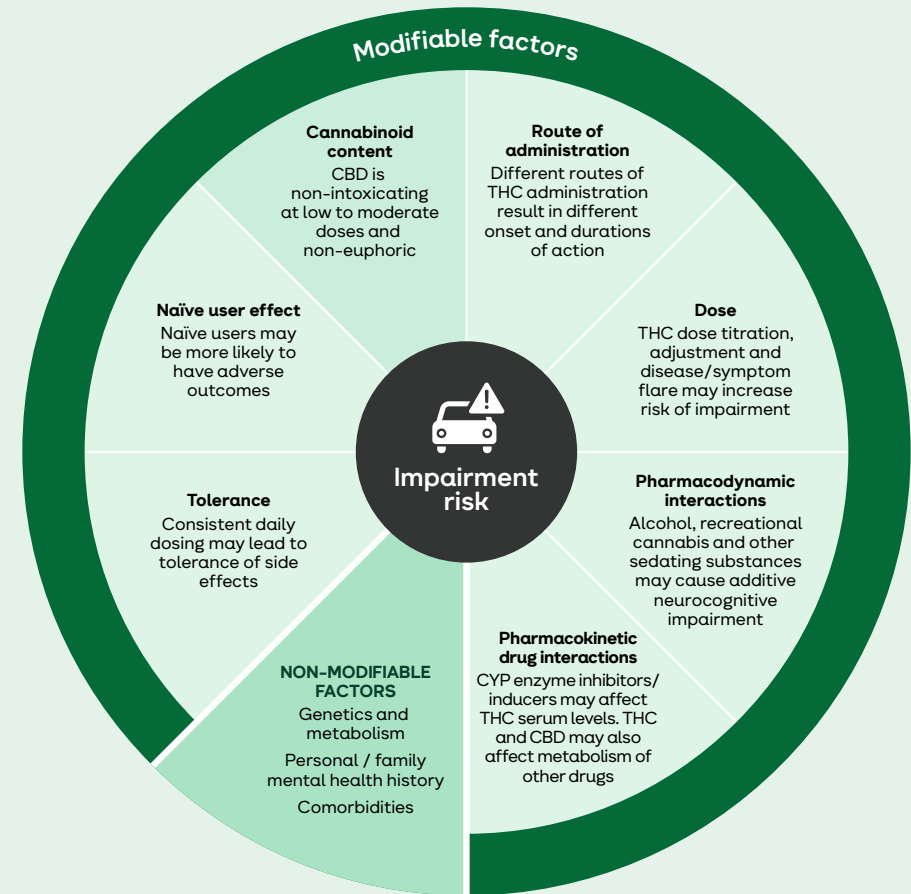 Modifiable factors
Cannabinoid
content
CBD is
non-intoxicating
at low to moderate
doses and
non-euphoric
Route of
administration
Different routes of
THC administration
result in different
onset and durations
of action
Naïve user effect
Naïve users may
be more likely to
have adverse
outcomes
Dose
THC dose titration,
adjustment and
disease/symptom
flare may increase
risk of impairment
Impairment
risk
Tolerance
Consistent daily
dosing may lead to
tolerance of side
effects
Pharmacodynamic
interactions
Alcohol, recreational
cannabis and other
sedating substances
may cause additive
neurocognitive
impairment
NON-MODIFIABLE
FACTORS
Genetics and
metabolism
Personal / family
mental health history
Comorbidities
Pharmacokinetic
drug interactions
CYP enzyme inhibitors/
inducers may affect
THC serum levels. THC
and CBD may also
affect metabolism of
other drugs